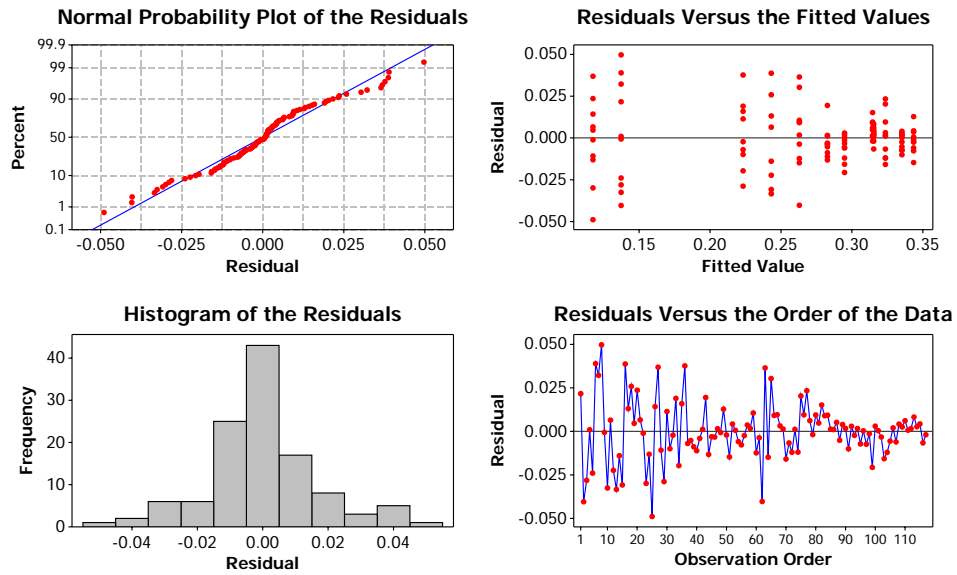 Normal Probability Plot of the Residuals
99.9
99
90
50
10
1
0.1
Percent
-0.050
-0.025
0.000
0.025
0.050
Residual
Residuals Versus the Fitted Values
0.050
0.025
0.000
-0.025
-0.050
Residual
0.15
0.20
0.25
0.30
0.35
Fitted Value
Histogram of the Residuals
40
30
20
10
0
Frequency
-0.04
-0.02
0.00
0.02
0.04
Residual
Residuals Versus the Order of the Data
0.050
0.025
0.000
-0.025
-0.050
Residual
1 10 20 30 40 50 60 70 80 90 100 110
Observation Order